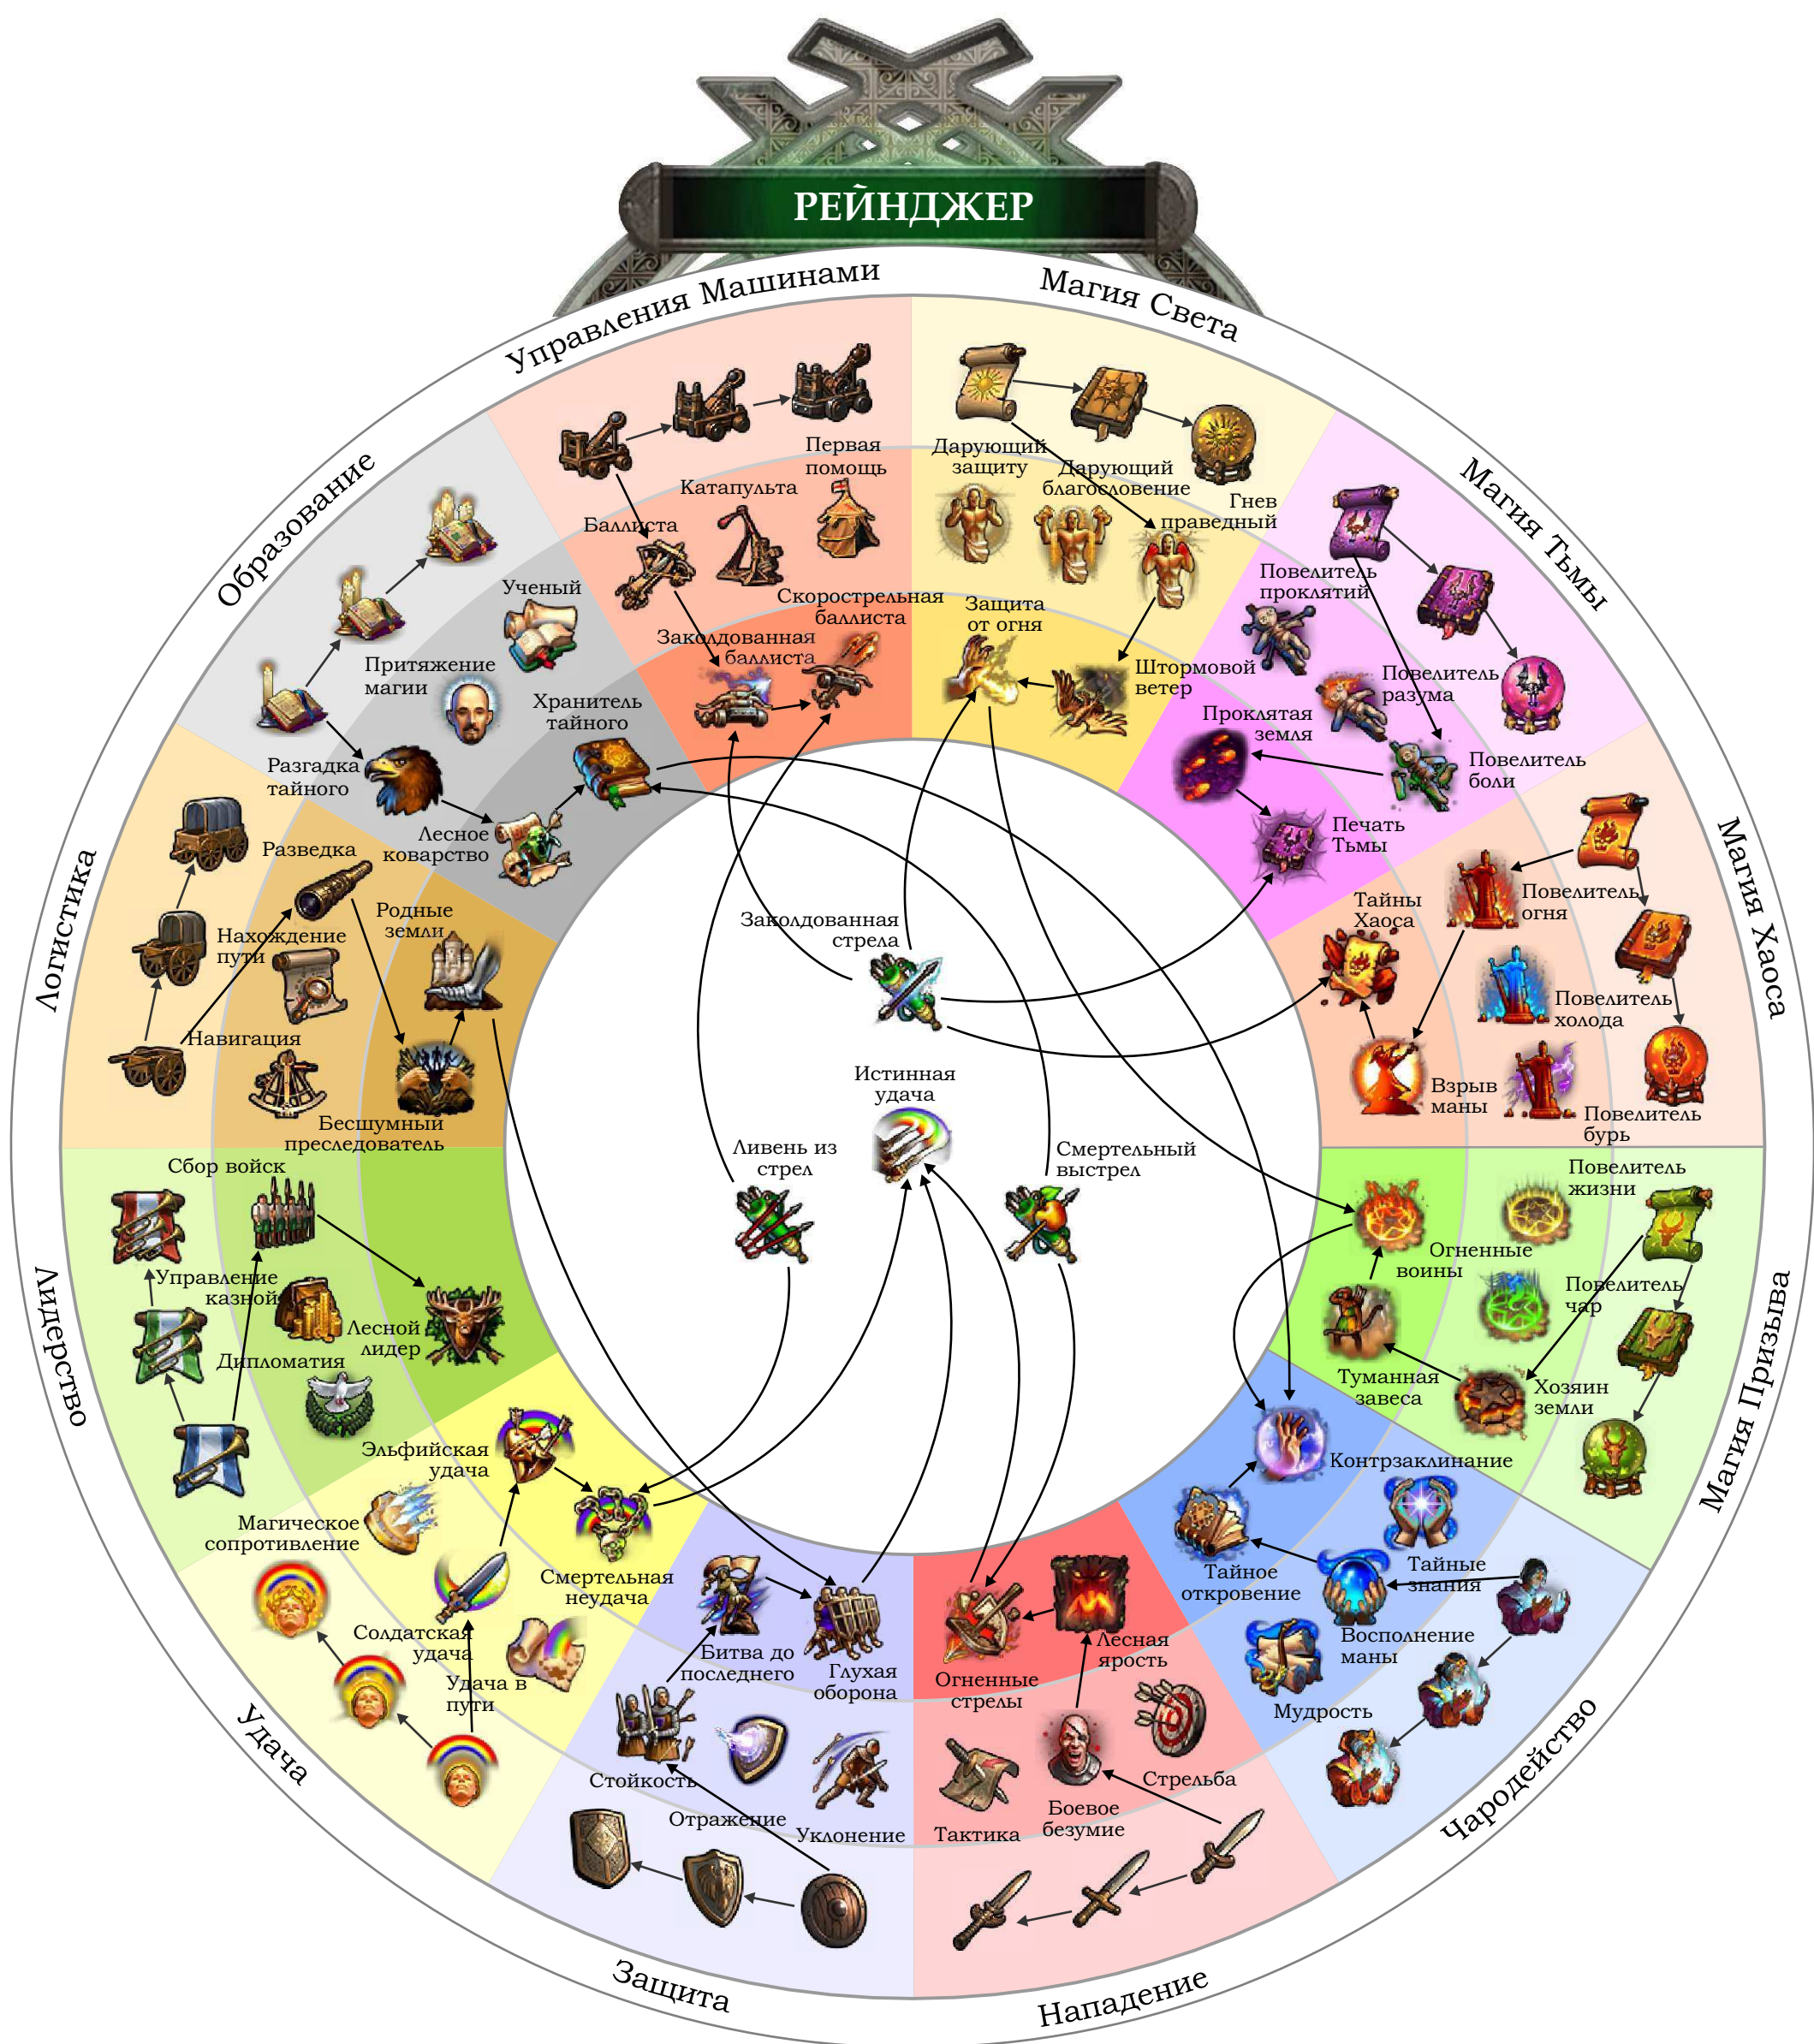 РЕЙНДЖЕР
Управления Машинами
Магия Света
Образование
Магия Тьмы
Логистика
Магия Хаоса
Лидерство
Магия Призыва
Удача
Чародейство
Защита
Нападение
Первая
помощь
Катапульта
Баллиста
Скорострельная
баллиста
Заколдованная
баллиста
Дарующий
защиту
Дарующий
благословение
Гнев
праведный
Защита
от огня
Штормовой
ветер
Повелитель
проклятий
Повелитель
разума
Повелитель
боли
Проклятая
земля
Печать
Тьмы
Ученый
Притяжение
магии
Хранитель
тайного
Разгадка
тайного
Лесное
коварство
Разведка
Родные
земли
Нахождение
пути
Навигация
Бесшумный
преследователь
Тайны
Хаоса
Повелитель
огня
Повелитель
холода
Взрыв
маны
Повелитель
бурь
Заколдованная
стрела
Истинная
удача
Ливень из
стрел
Смертельный
выстрел
Сбор войск
Управление
казной
Лесной
лидер
Дипломатия
Повелитель
жизни
Огненные
воины
Повелитель
чар
Туманная
завеса
Хозяин
земли
Эльфийская
удача
Магическое
сопротивление
Смертельная
неудача
Солдатская
удача
Удача в
пути
Контрзаклинание
Тайное
откровение
Тайные
знания
Восполнение
маны
Мудрость
Битва до
последнего
Глухая
оборона
Стойкость
Отражение
Уклонение
Огненные
стрелы
Лесная
ярость
Стрельба
Боевое
безумие
Тактика